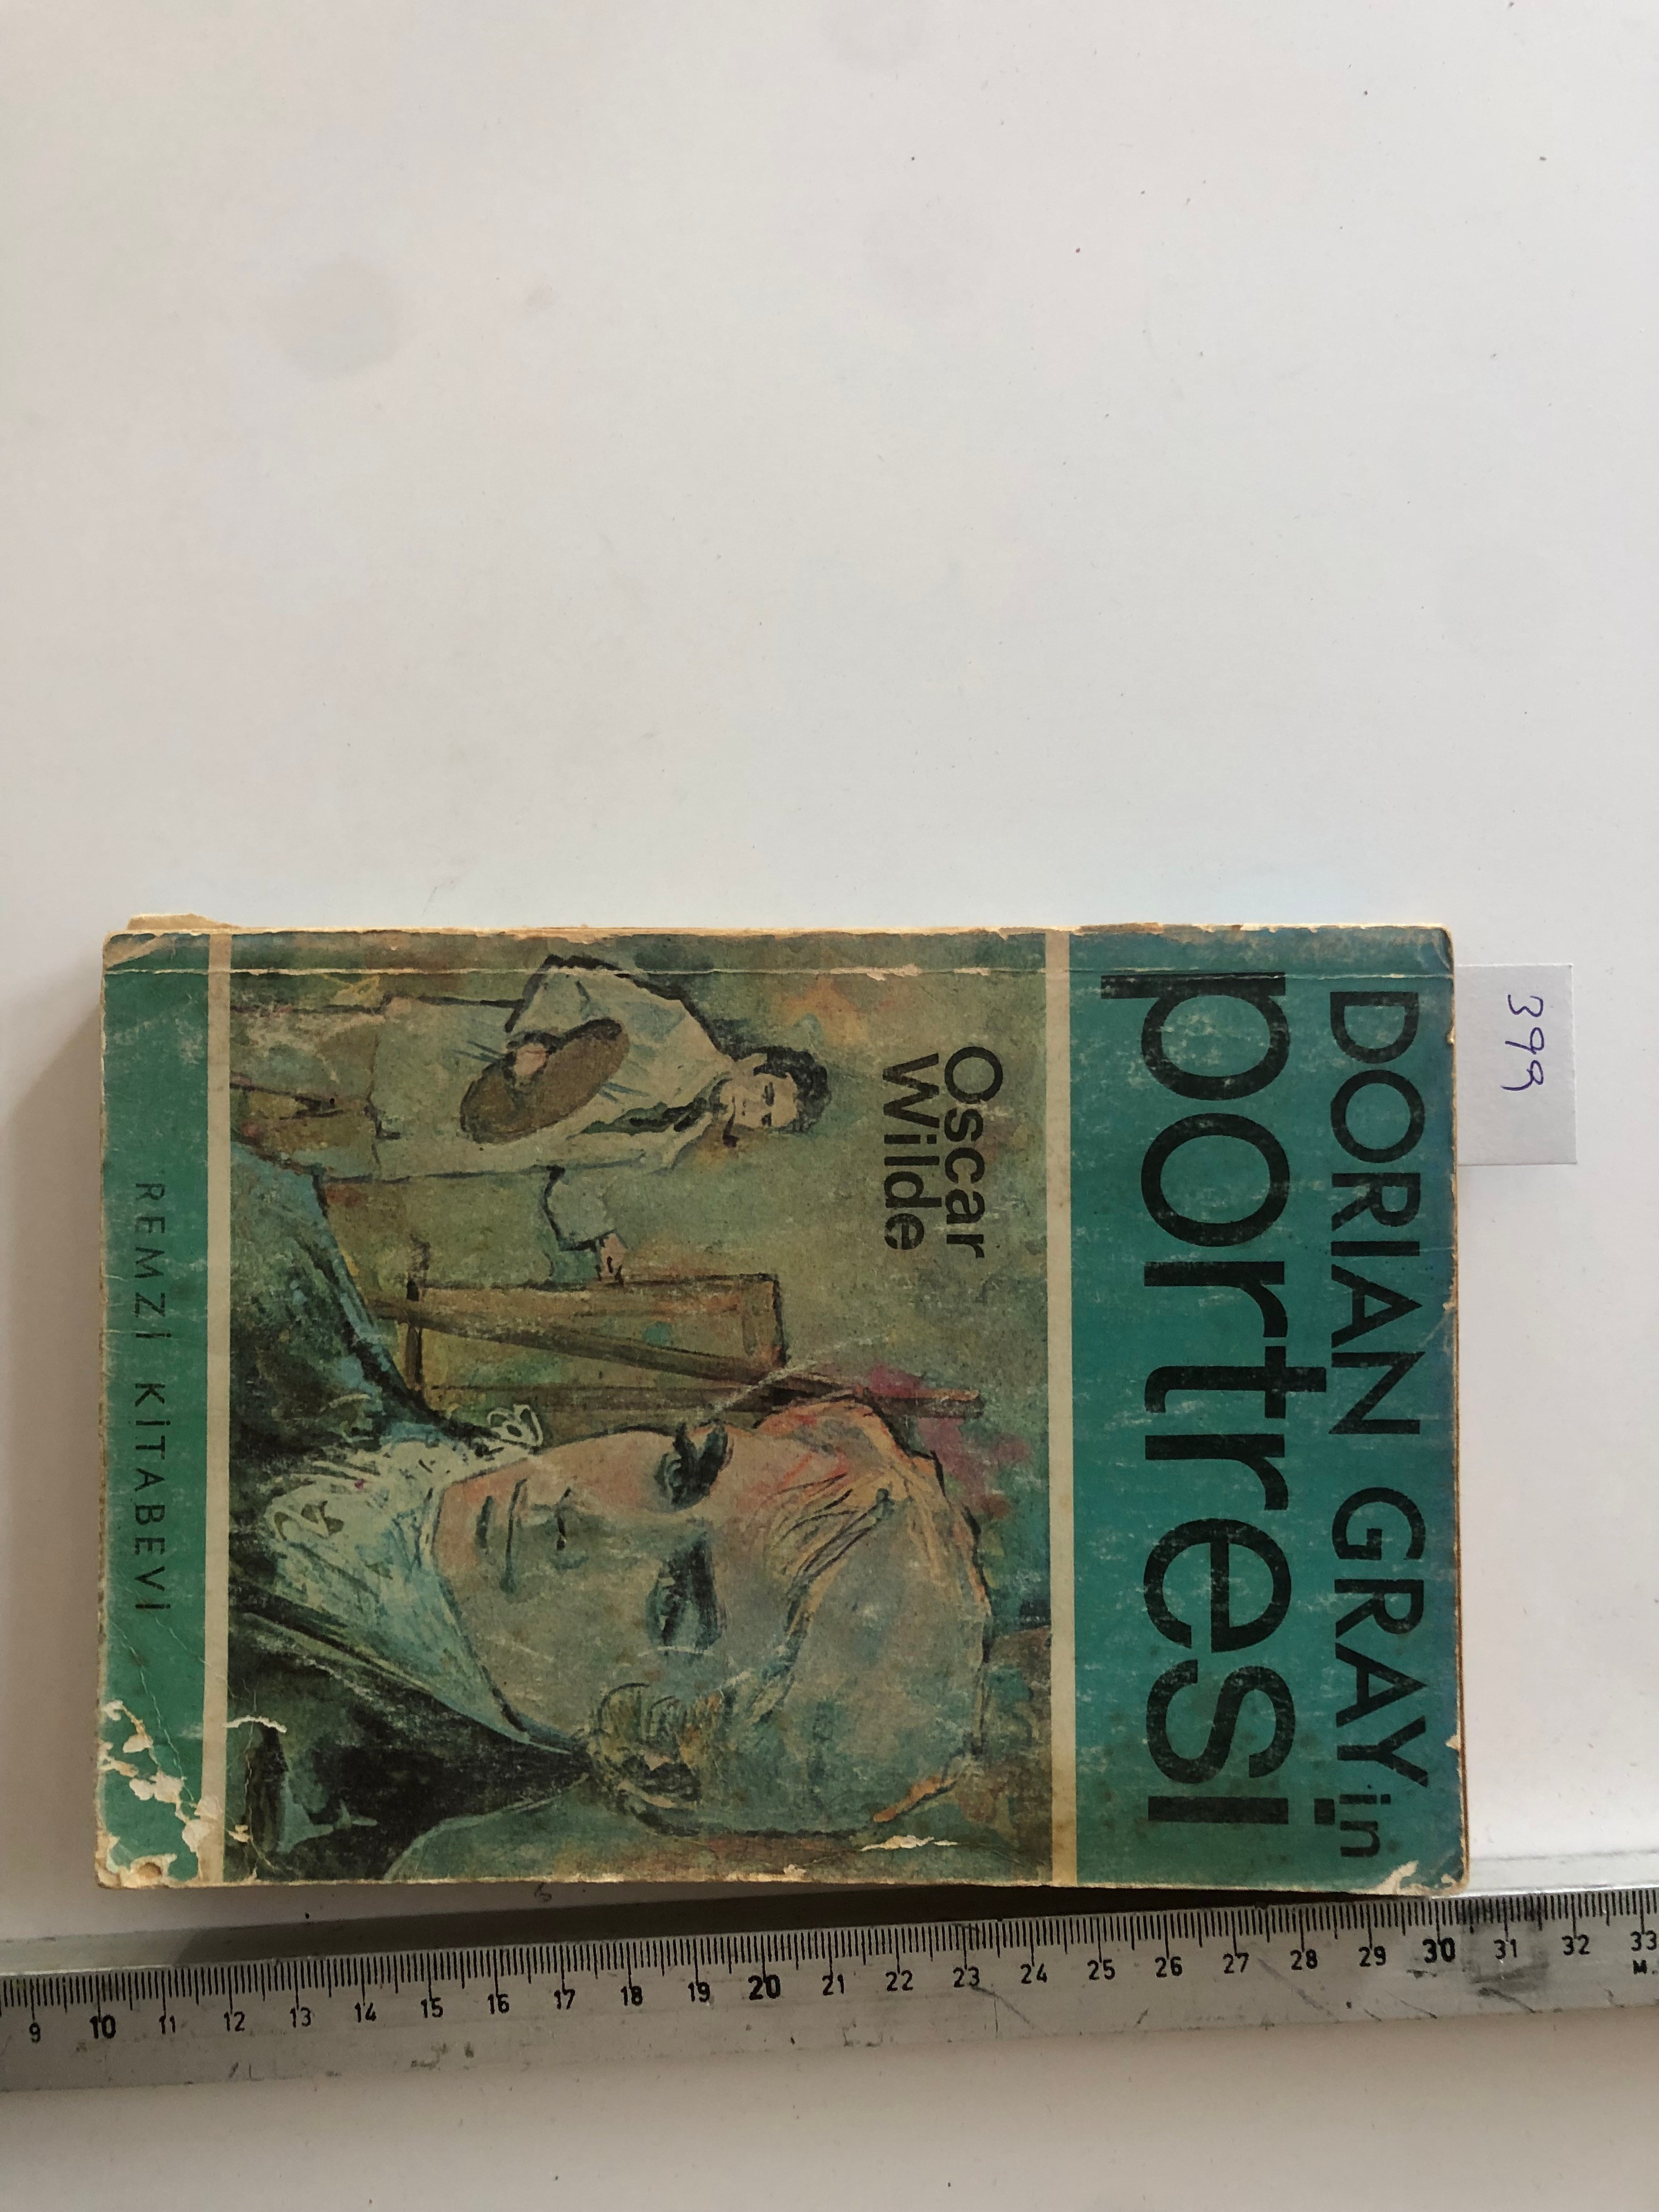 399
DORIAN GRAY in
portresi
Oscar
Wilde
REMZİ KİTABEVİ
9 10 11 12 13 14 15 16 17 18 19 20 21 22 23 24 25 26 27 28 29 30 31 32 33
M.